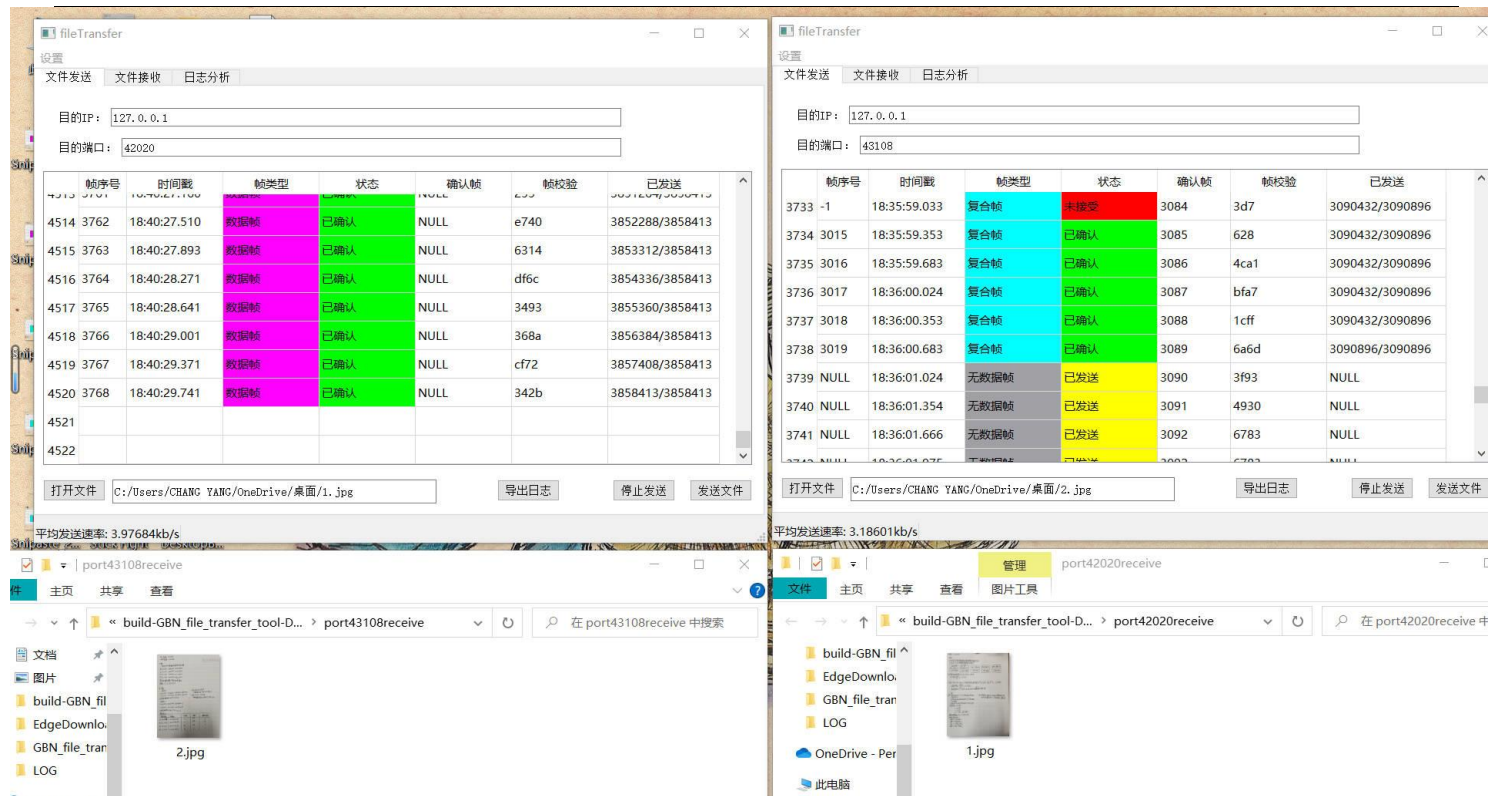 fileTransfer
设置
文件发送 文件接收 日志分析
目的IP: 127.0.0.1
目的端口: 42020
帧序号 时间戳 帧类型 状态 确认帧 帧校验 已发送
4514 3762 18:40:27.510 数据帧 已确认 NULL e740 3852288/3858413
4515 3763 18:40:27.893 数据帧 已确认 NULL 6314 3853312/3858413
4516 3764 18:40:28.271 数据帧 已确认 NULL df6c 3854336/3858413
4517 3765 18:40:28.641 数据帧 已确认 NULL 3493 3855360/3858413
4518 3766 18:40:29.001 数据帧 已确认 NULL 368a 3856384/3858413
4519 3767 18:40:29.371 数据帧 已确认 NULL cf72 3857408/3858413
4520 3768 18:40:29.741 数据帧 已确认 NULL 342b 3858413/3858413
4521
4522
打开文件 C:/Users/CHANG YANG/OneDrive/桌面/1.jpg 导出日志 停止发送 发送文件
平均发送速率: 3.97684kb/s
fileTransfer
设置
文件发送 文件接收 日志分析
目的IP: 127.0.0.1
目的端口: 43108
帧序号 时间戳 帧类型 状态 确认帧 帧校验 已发送
3733 -1 18:35:59.033 复合帧 未接受 3084 3d7 3090432/3090896
3734 3015 18:35:59.353 复合帧 已确认 3085 628 3090432/3090896
3735 3016 18:35:59.683 复合帧 已确认 3086 4ca1 3090432/3090896
3736 3017 18:36:00.024 复合帧 已确认 3087 bfa7 3090432/3090896
3737 3018 18:36:00.353 复合帧 已确认 3088 1cff 3090432/3090896
3738 3019 18:36:00.683 复合帧 已确认 3089 6a6d 3090896/3090896
3739 NULL 18:36:01.024 无数据帧 已发送 3090 3f93 NULL
3740 NULL 18:36:01.354 无数据帧 已发送 3091 4930 NULL
3741 NULL 18:36:01.666 无数据帧 已发送 3092 6783 NULL
打开文件 C:/Users/CHANG YANG/OneDrive/桌面/2.jpg 导出日志 停止发送 发送文件
平均发送速率: 3.18601kb/s
port43108receive
件 主页 共享 查看
« build-GBN_file_transfer_tool-D... › port43108receive 在 port43108receive 中搜索
文档
图片
build-GBN_fil
EdgeDownlo
GBN_file_tran
LOG
2.jpg
管理 port42020receive
文件 主页 共享 查看 图片工具
« build-GBN_file_transfer_tool-D... › port42020receive 在 port42020receive 中
build-GBN_fil
EdgeDownlo
GBN_file_tran
LOG
OneDrive - Per
此电脑
1.jpg